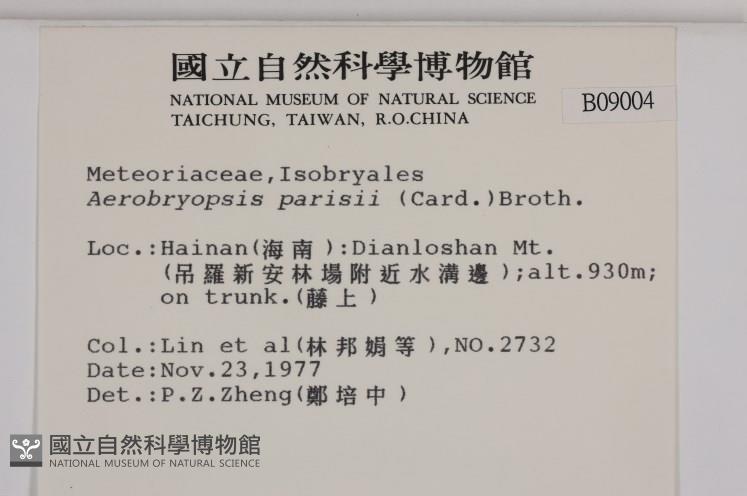 國立自然科學博物館
NATIONAL MUSEUM OF NATURAL SCIENCE
TAICHUNG, TAIWAN, R.O.CHINA
B09004
Meteoriaceae,Isobryales
Aerobryopsis parisii (Card.)Broth.
Loc.:Hainan(海南):Dianloshan Mt.
(吊羅新安林場附近水溝邊);alt.930m;
on trunk.(藤上)
Col.:Lin et al(林邦娟等),NO.2732
Date:Nov.23,1977
Det.:P.Z.Zheng(鄭培中)
國立自然科學博物館
NATIONAL MUSEUM OF NATURAL SCIENCE